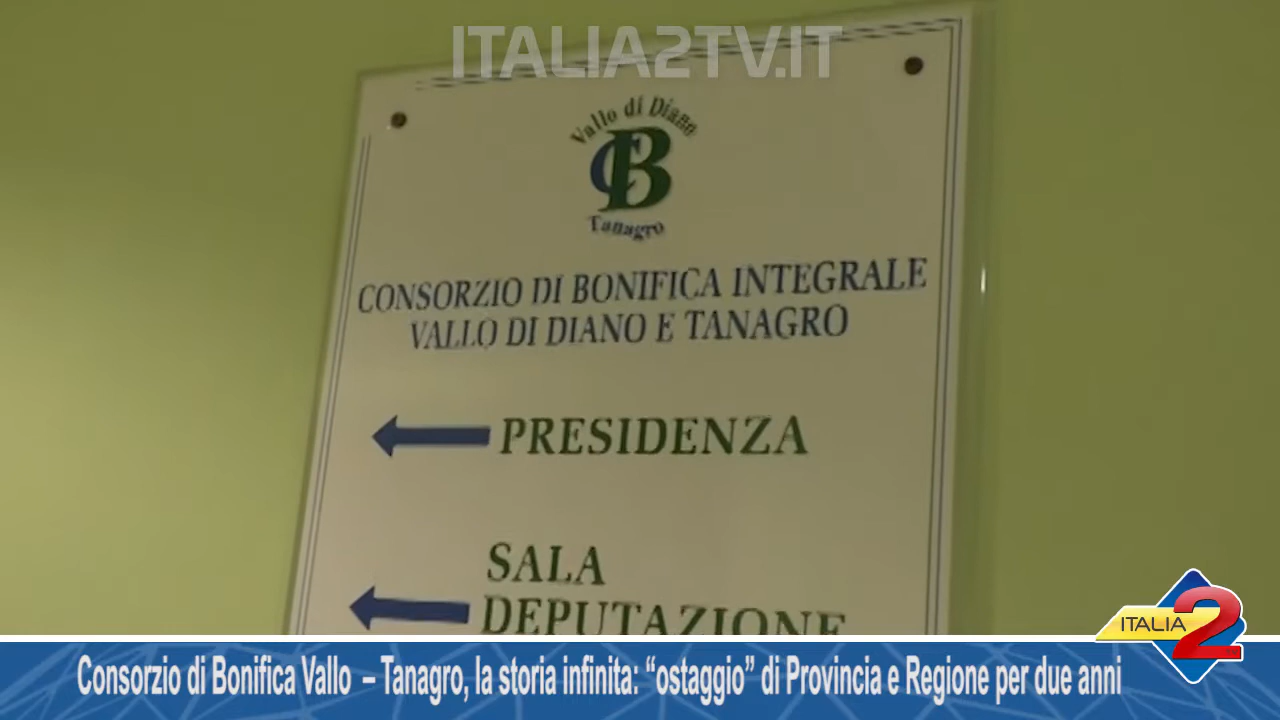 ITALIA2TV.IT
Vallo di Diano
CB
Tanagro
CONSORZIO DI BONIFICA INTEGRALE
VALLO DI DIANO E TANAGRO
PRESIDENZA
SALA
DEPUTAZIONE
ITALIA 2
Consorzio di Bonifica Vallo – Tanagro, la storia infinita: “ostaggio” di Provincia e Regione per due anni